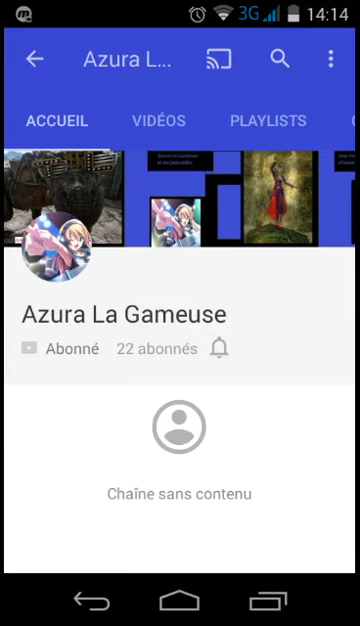 3G 14:14
Azura L...
ACCUEIL VIDÉOS PLAYLISTS
Azura La Gameuse
Abonné 22 abonnés
Chaîne sans contenu